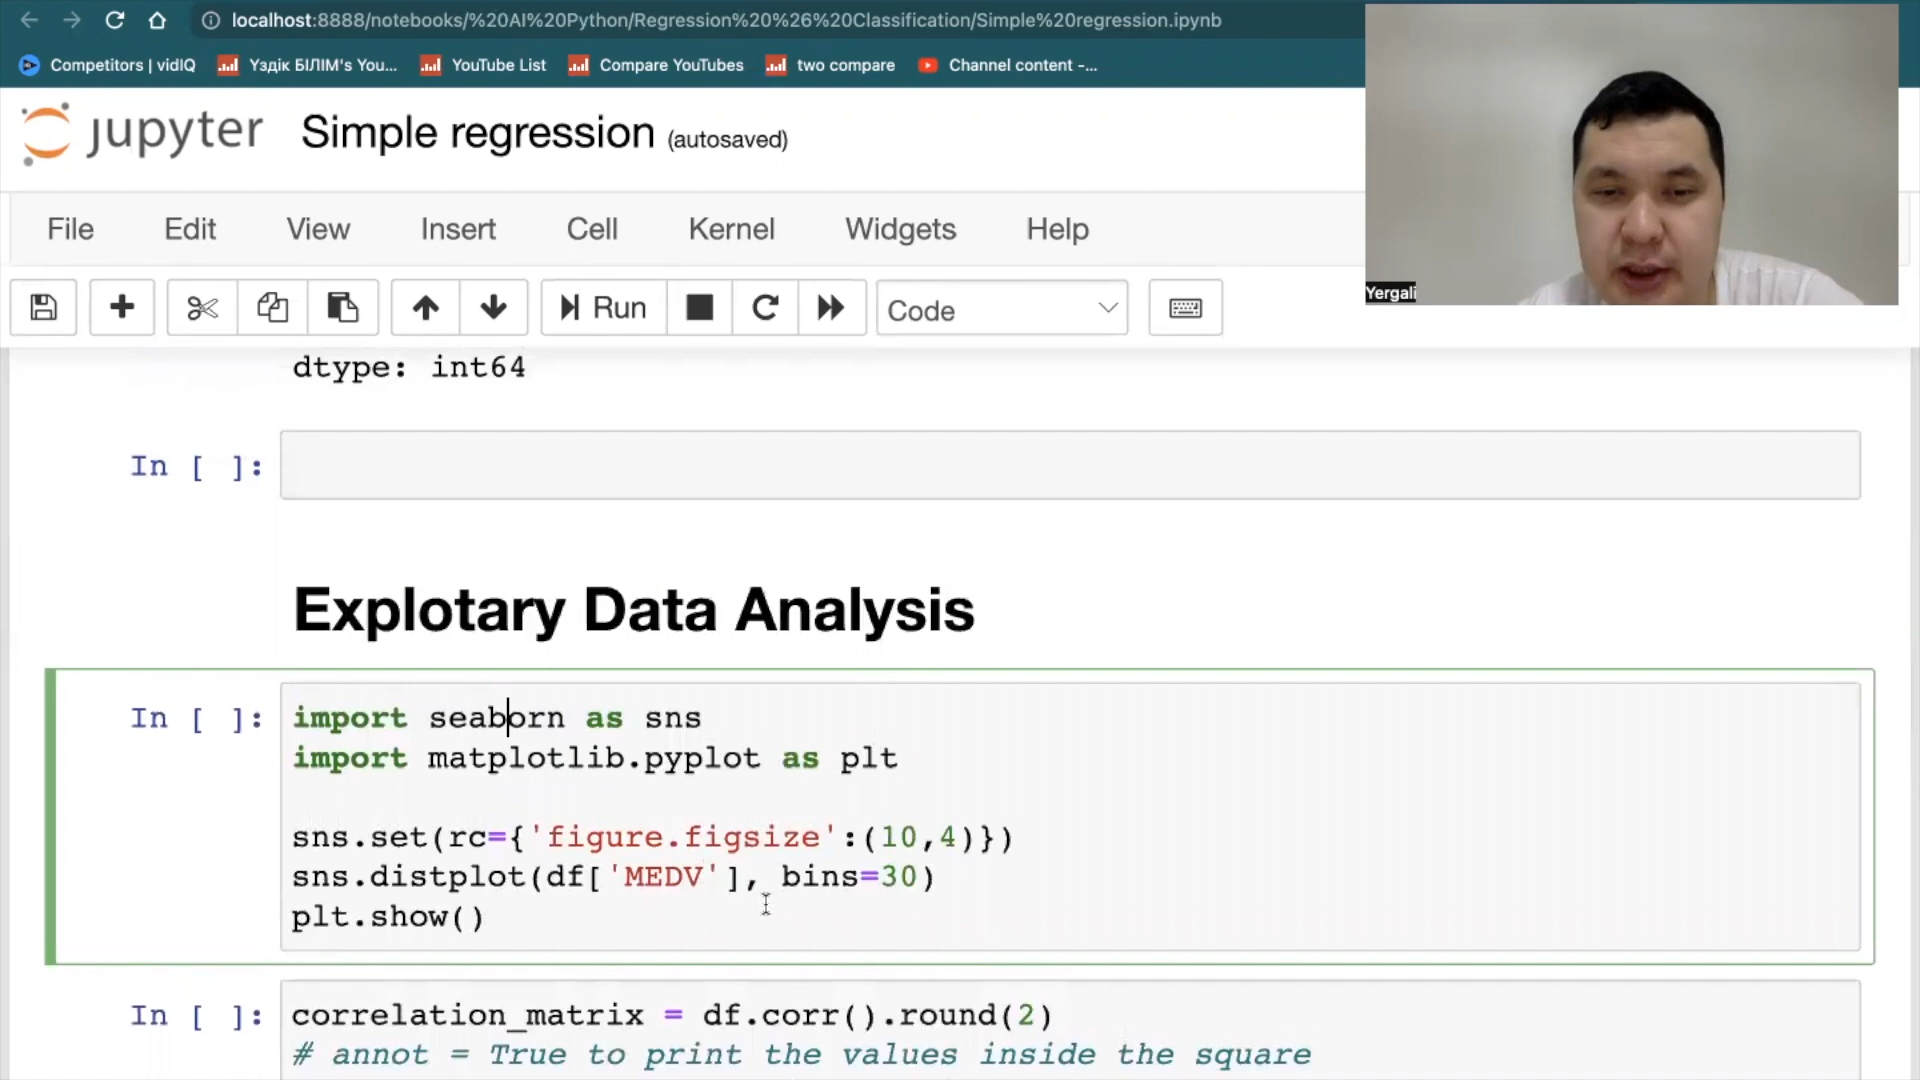 localhost:8888/notebooks/%20AI%20Python/Regression%20%26%20Classification/Simple%20regression.ipynb
Competitors | vidIQ Үздік БІЛІМ's You... YouTube List Compare YouTubes two compare Channel content -...
jupyter Simple regression (autosaved)
File Edit View Insert Cell Kernel Widgets Help
Run Code
Yergali
dtype: int64
In [ ]:
Explotary Data Analysis
In [ ]: import seaborn as sns
import matplotlib.pyplot as plt
sns.set(rc={'figure.figsize':(10,4)})
sns.distplot(df['MEDV'], bins=30)
plt.show()
In [ ]: correlation_matrix = df.corr().round(2)
# annot = True to print the values inside the square